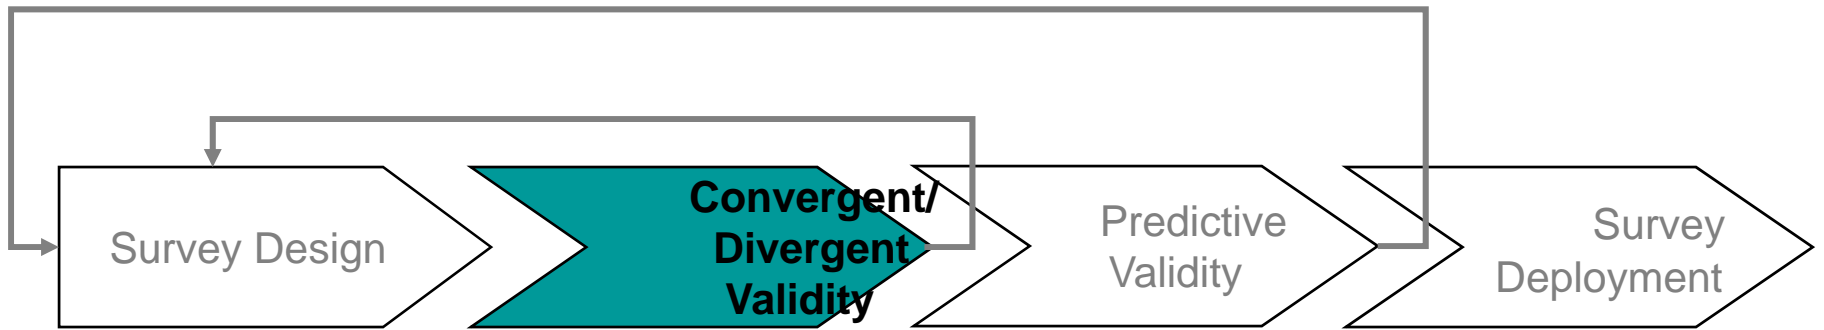 Survey Design
Convergent/
Divergent
Validity
Predictive
Validity
Survey
Deployment